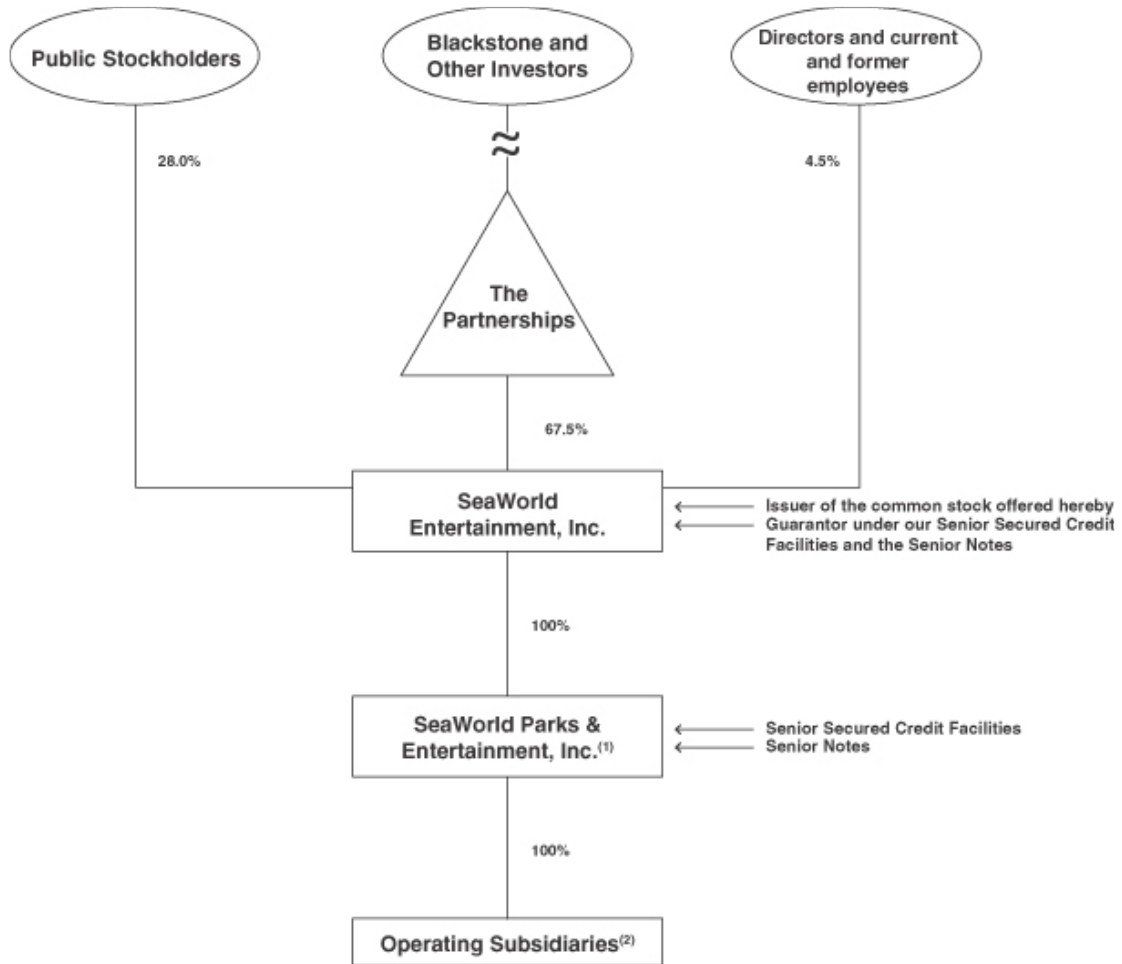 Public Stockholders
Blackstone and
Other Investors
Directors and current
and former
employees
28.0%
4.5%
The
Partnerships
67.5%
SeaWorld
Entertainment, Inc.
Issuer of the common stock offered hereby
Guarantor under our Senior Secured Credit
Facilities and the Senior Notes
100%
SeaWorld Parks &
Entertainment, Inc.(1)
Senior Secured Credit Facilities
Senior Notes
100%
Operating Subsidiaries(2)